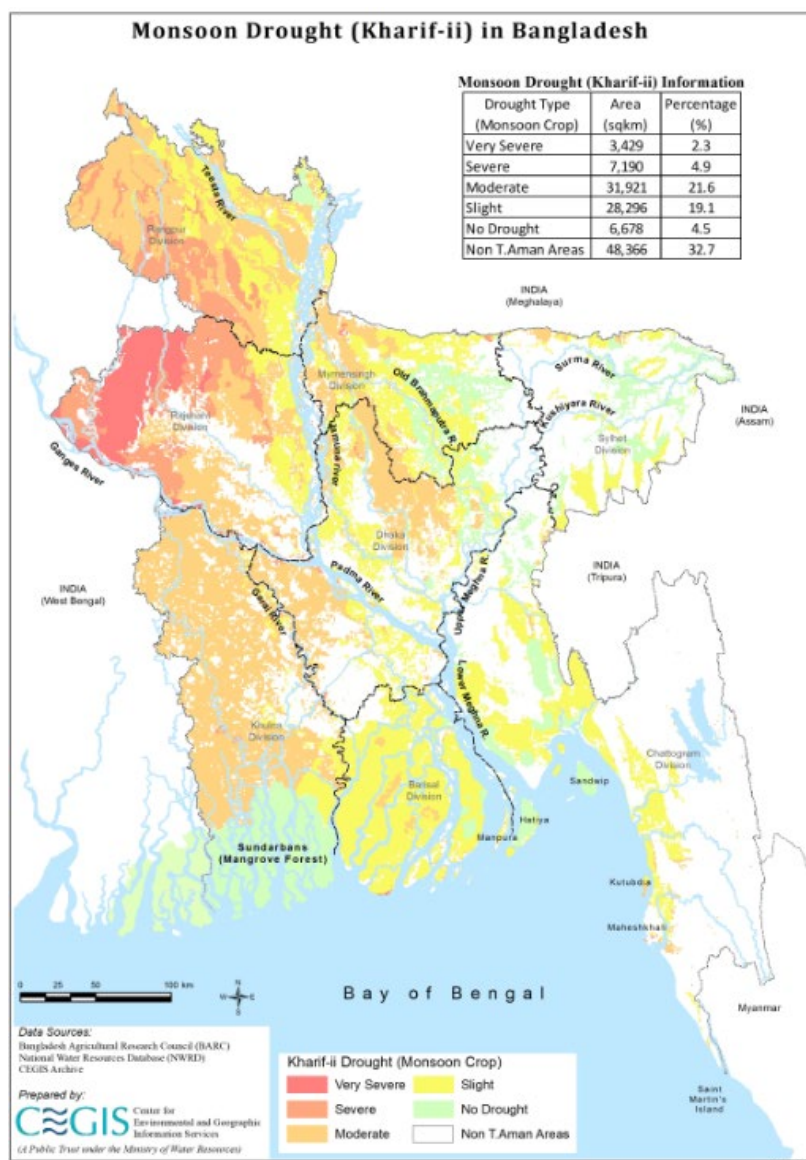 Monsoon Drought (Kharif-ii) in Bangladesh
Monsoon Drought (Kharif-ii) Information
Drought Type (Monsoon Crop) Area (sqkm) Percentage (%)
Very Severe 3,429 2.3
Severe 7,190 4.9
Moderate 31,921 21.6
Slight 28,296 19.1
No Drought 6,678 4.5
Non T.Aman Areas 48,366 32.7
Teesta River
Rangpur
Division
INDIA
(Meghalaya)
Surma River
Mymensingh
Division
Old Brahmaputra R.
Kushiyara River
INDIA
(Assam)
Rajshahi
Division
Jamuna river
Sylhet
Division
Ganges River
Dhaka
Division
INDIA
(Tripura)
Padma River
Upper Meghna R.
INDIA
(West Bengal)
Gorai River
Lower Meghna R.
Khulna
Division
Chattogram
Division
Sandwip
Barisal
Division
Hatiya
Manpura
Sundarbans
(Mangrove Forest)
Kutubdia
Maheshkhali
0 25 50 100 km
N
W E
S
Bay of Bengal
Myanmar
Data Sources:
Bangladesh Agricultural Research Council (BARC)
National Water Resources Database (NWRD)
CEGIS Archive
Prepared by:
CEGIS Center for
Environmental and Geographic
Information Services
(A Public Trust under the Ministry of Water Resources)
Kharif-ii Drought (Monsoon Crop)
Very Severe
Severe
Moderate
Slight
No Drought
Non T.Aman Areas
Saint
Martin's
Island